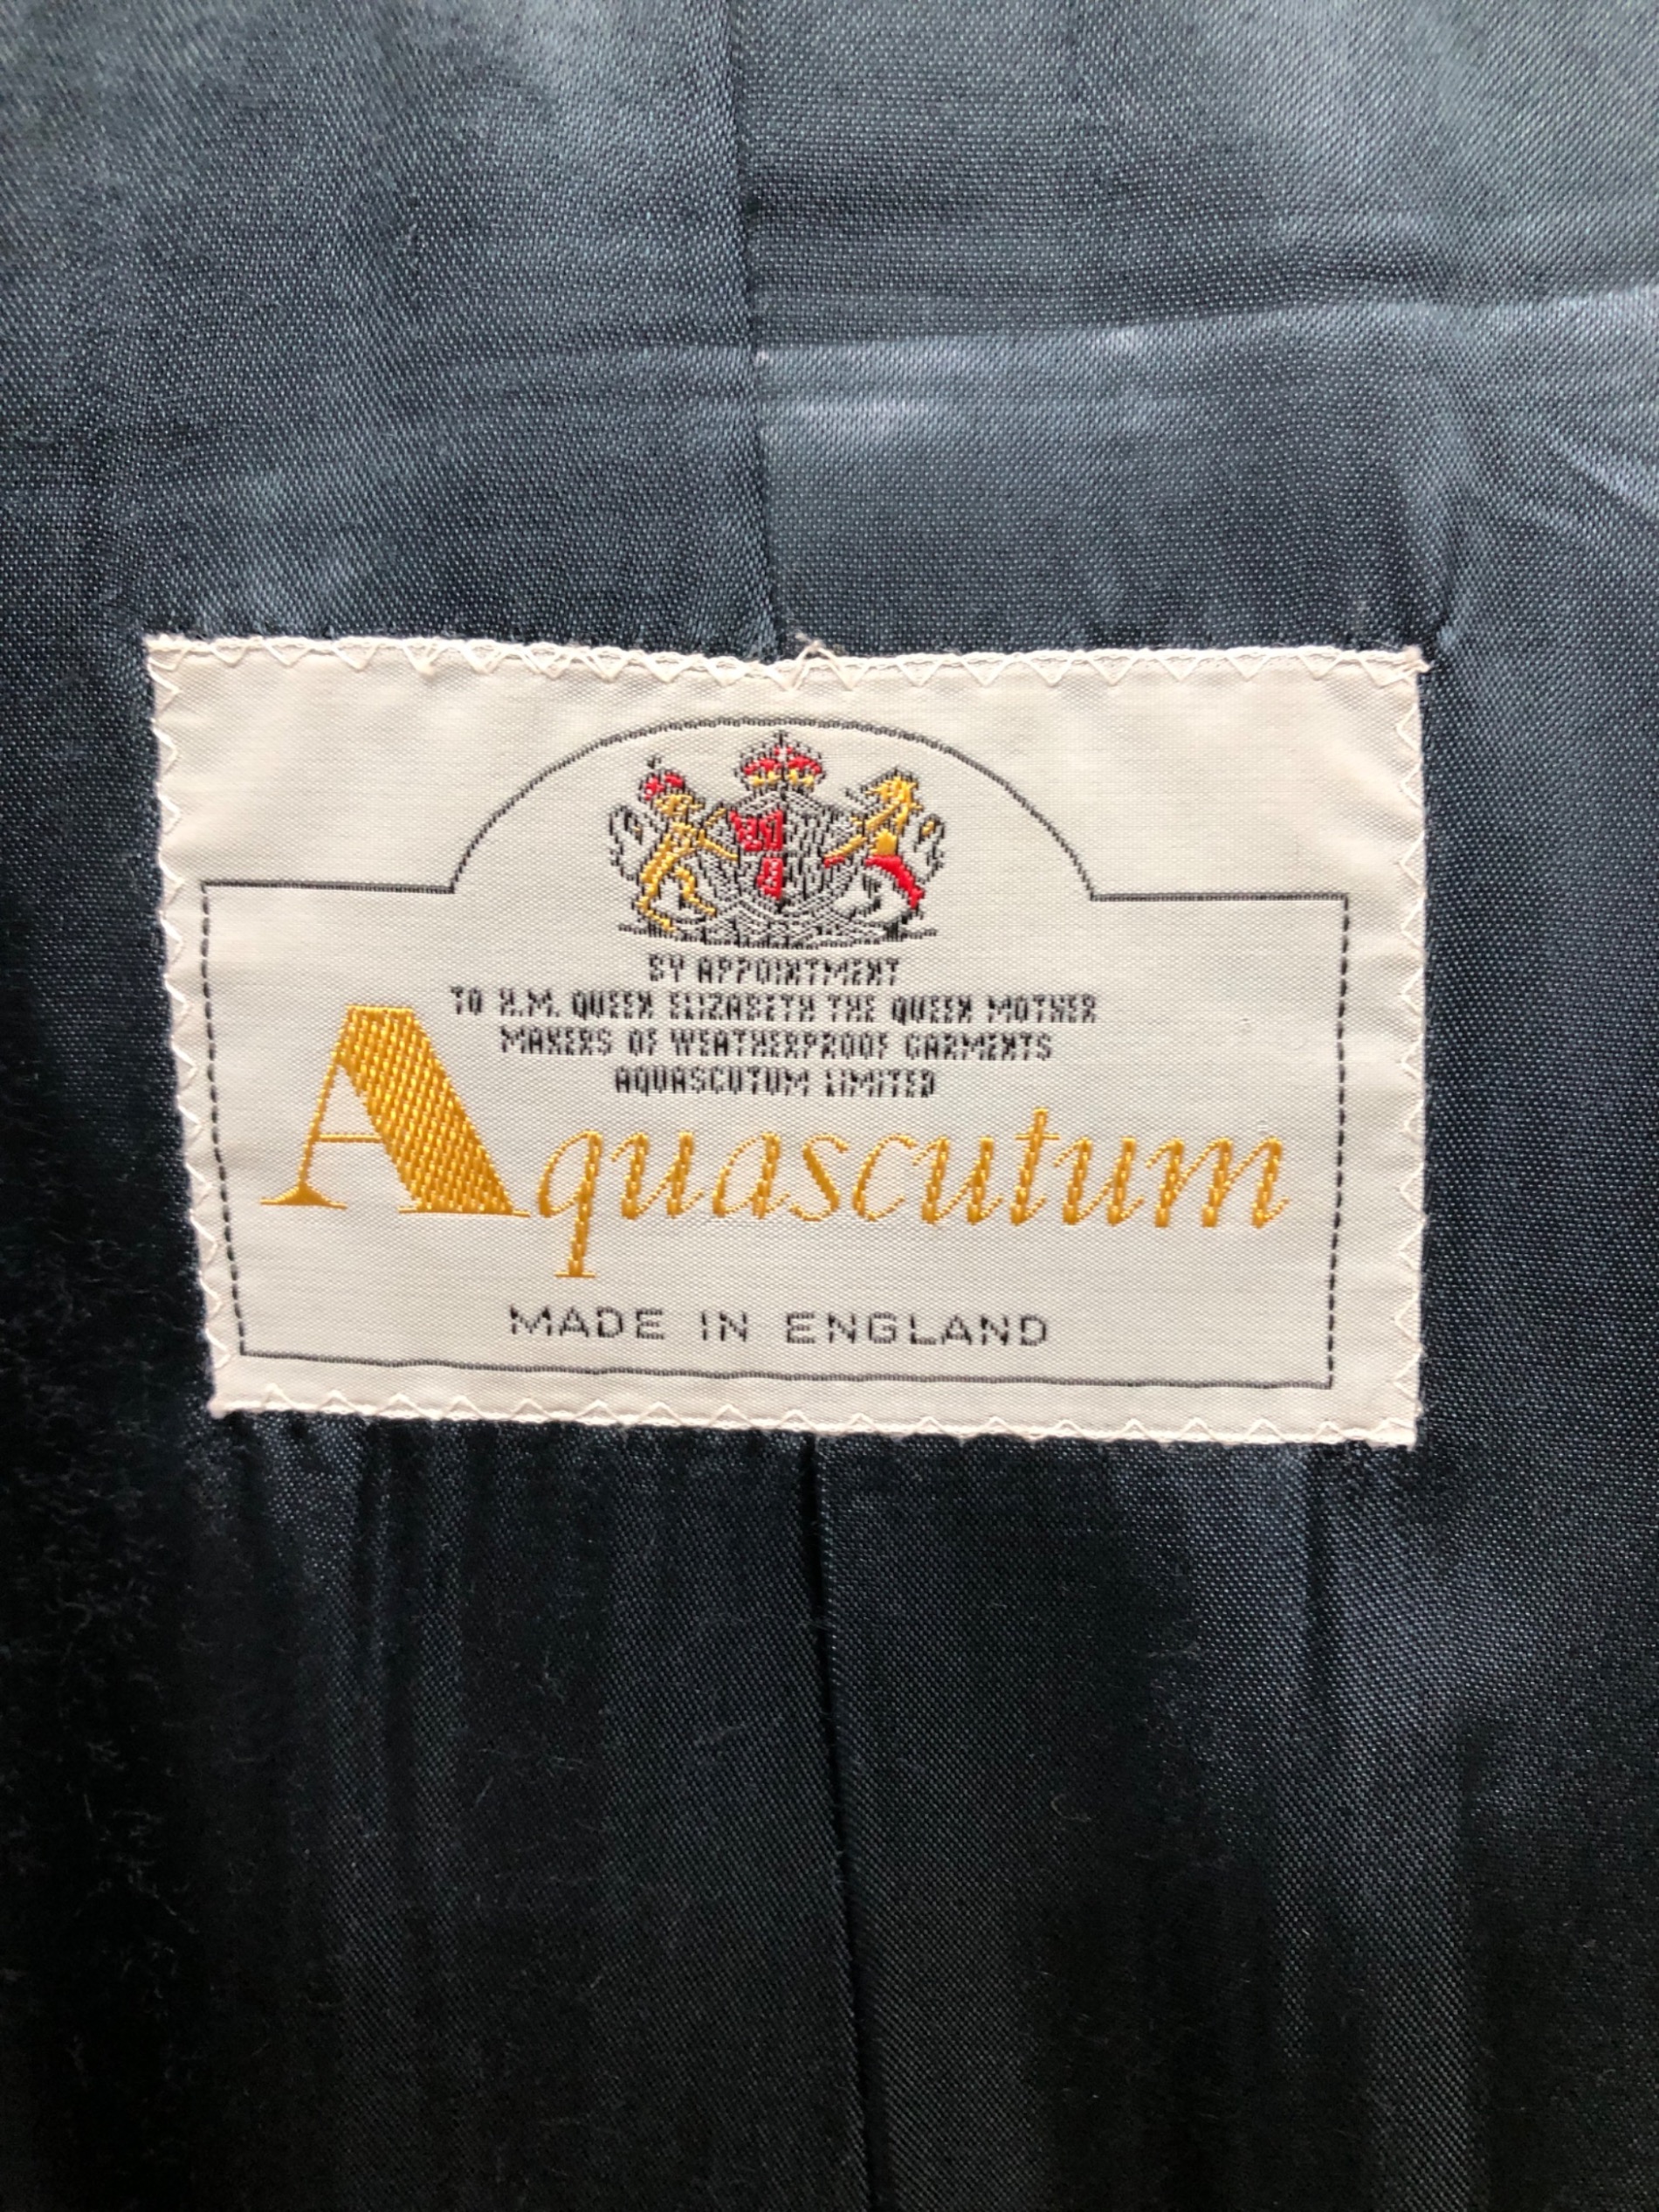 BY APPOINTMENT
TO H.M. QUEEN ELIZABETH THE QUEEN MOTHER
MAKERS OF WEATHERPROOF GARMENTS
AQUASCUTUM LIMITED
Aquascutum
MADE IN ENGLAND